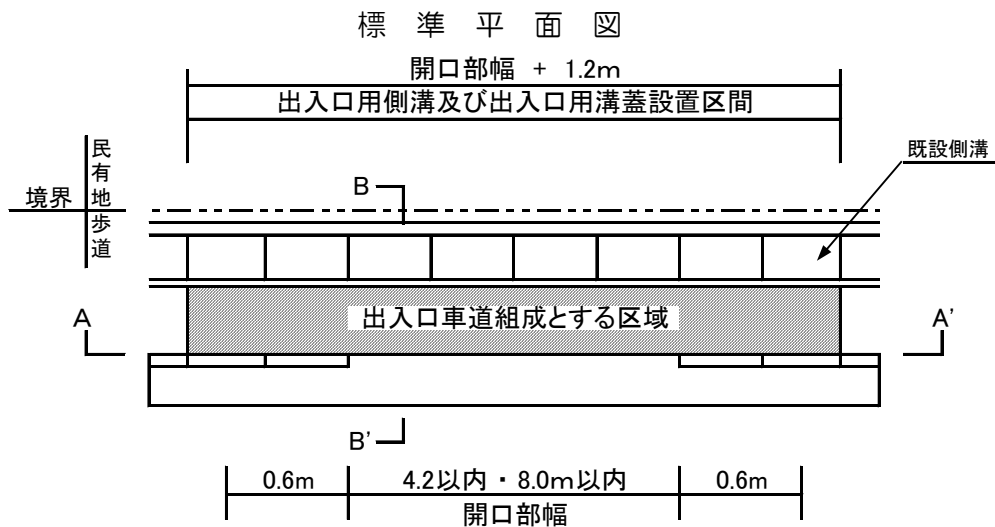 標 準 平 面 図
開口部幅 + 1.2m
出入口用側溝及び出入口用溝蓋設置区間
既設側溝
民有地
境界
歩道
B
A
出入口車道組成とする区域
A'
B'
0.6m
4.2以内・8.0m以内
0.6m
開口部幅